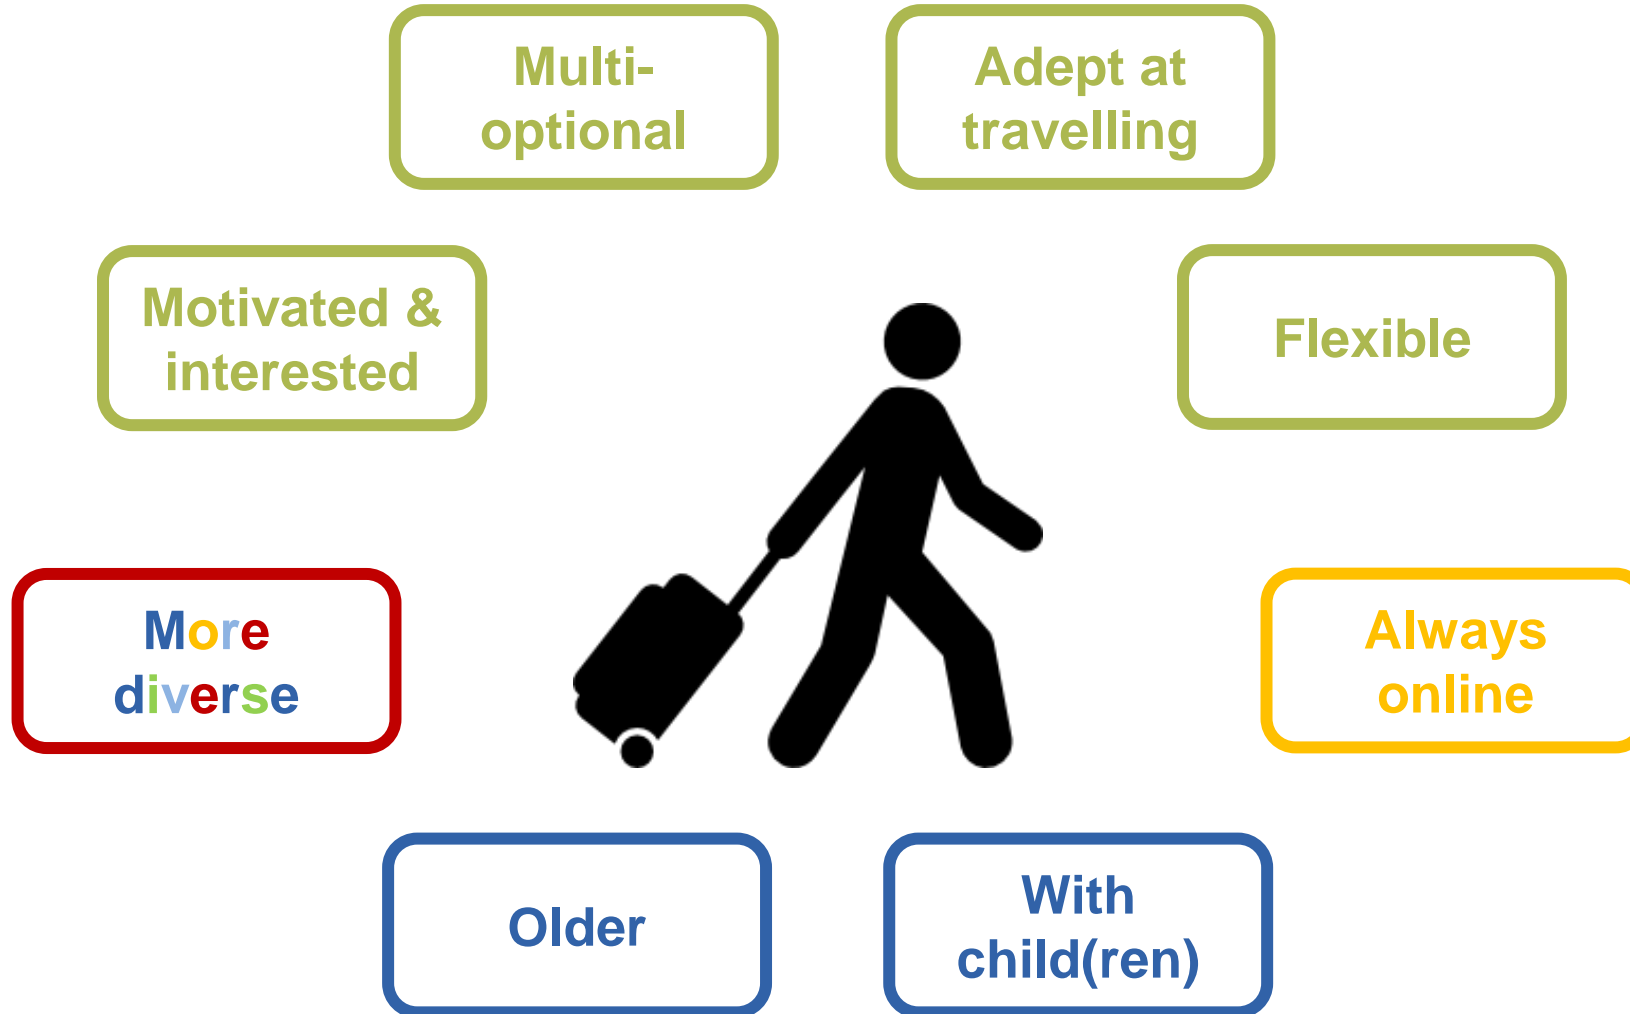 Multi-
optional
Adept at
travelling
Motivated &
interested
Flexible
More
diverse
Always
online
Older
With
child(ren)